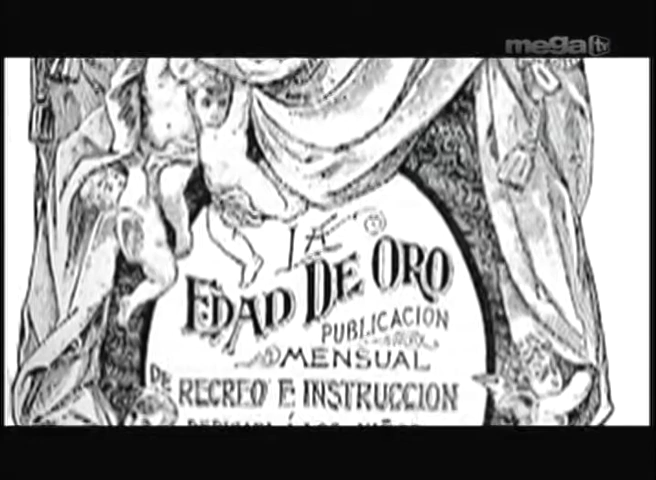 mega tv
LA
EDAD DE ORO
PUBLICACION
MENSUAL
DE RECREO E INSTRUCCION